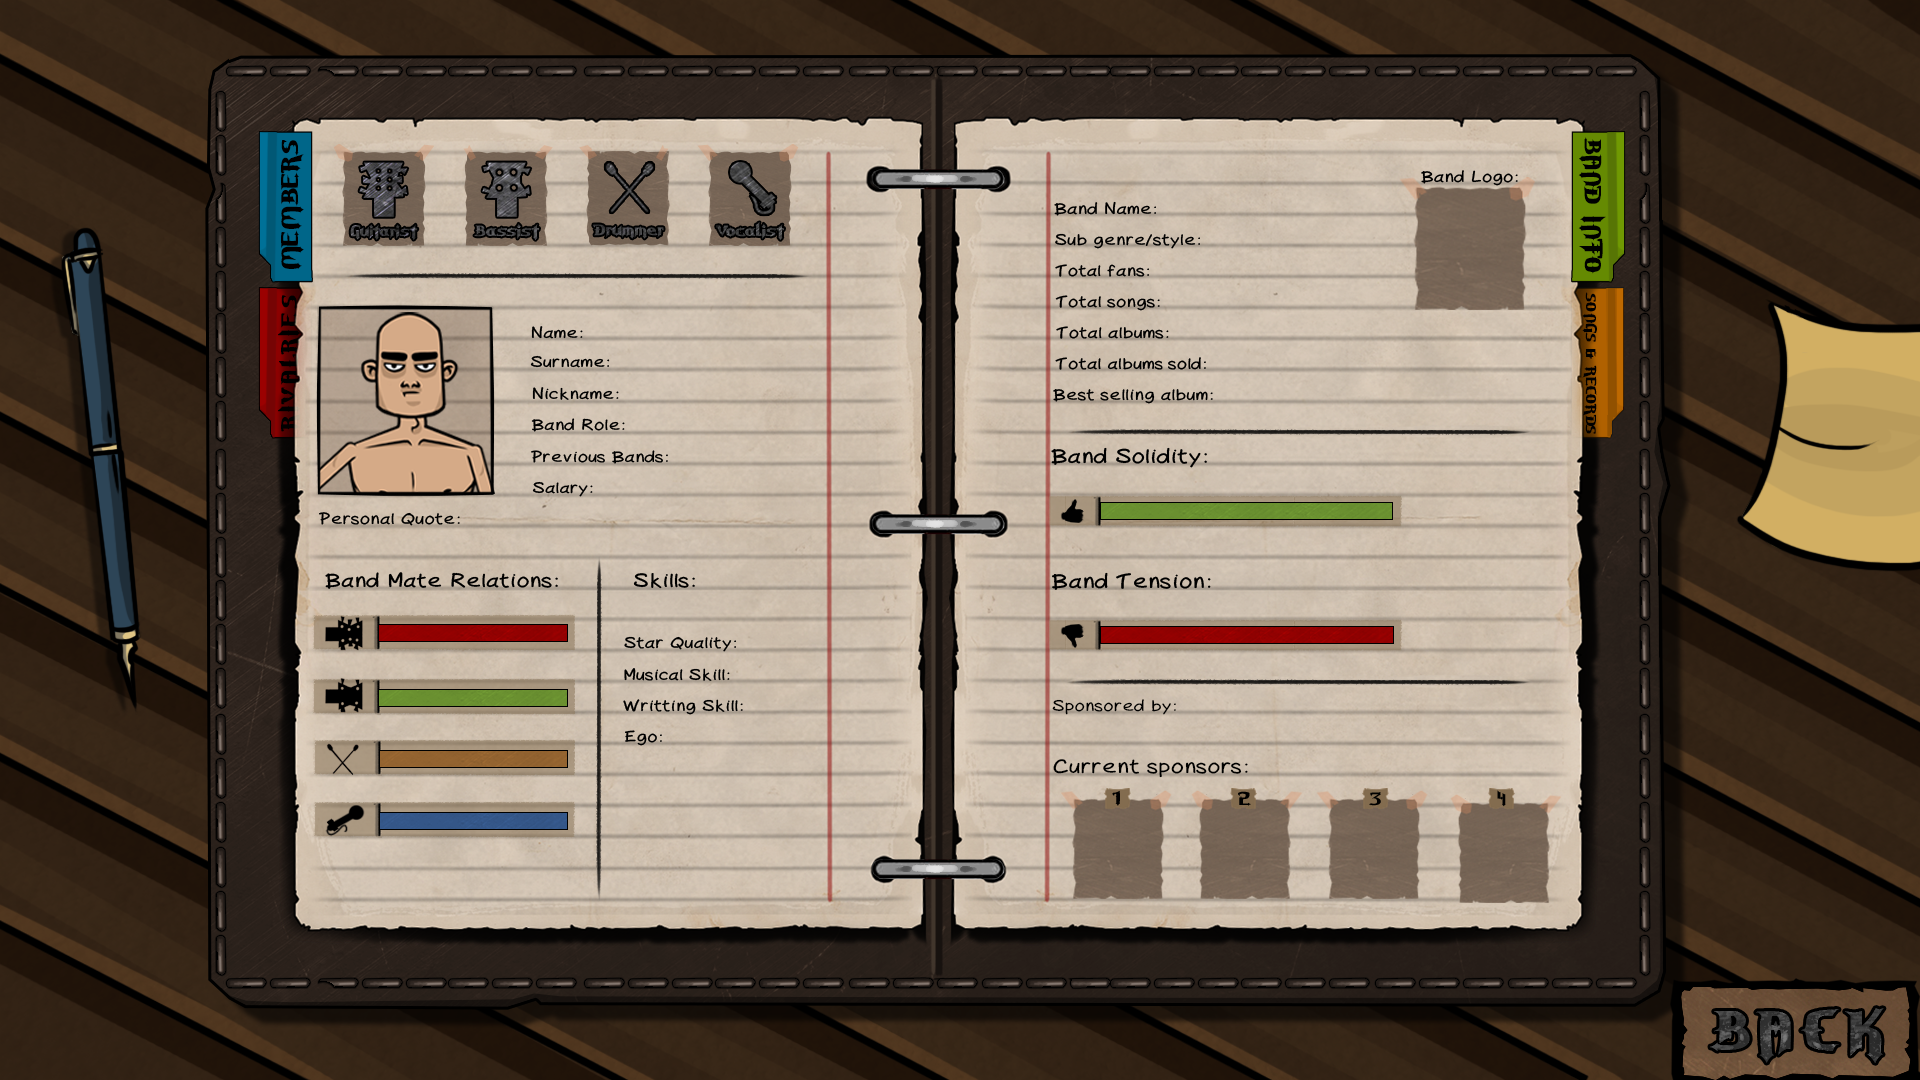 MEMBERS
RIVALRIES
Guitarist
Bassist
Drummer
Vocalist
Name:
Surname:
Nickname:
Band Role:
Previous Bands:
Salary:
Personal Quote:
Band Mate Relations:
Skills:
Star Quality:
Musical Skill:
Writting Skill:
Ego:
Band Logo:
Band Name:
Sub genre/style:
Total fans:
Total songs:
Total albums:
Total albums sold:
Best selling album:
Band Solidity:
Band Tension:
Sponsored by:
Current sponsors:
1
2
3
4
BAND INFO
SONGS & RECORDS
BACK